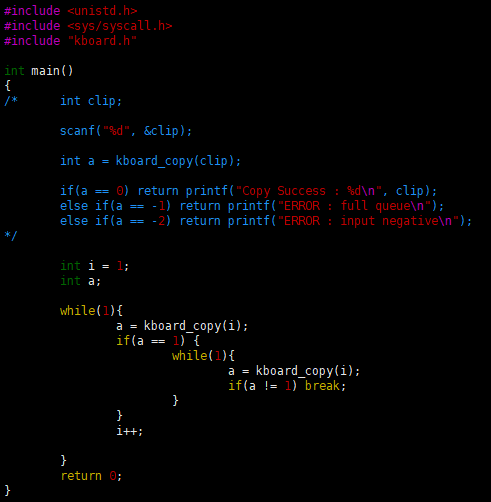 #include <unistd.h>
#include <sys/syscall.h>
#include "kboard.h"

int main()
{
/*      int clip;

        scanf("%d", &clip);

        int a = kboard_copy(clip);

        if(a == 0) return printf("Copy Success : %d\n", clip);
        else if(a == -1) return printf("ERROR : full queue\n");
        else if(a == -2) return printf("ERROR : input negative\n");
*/

        int i = 1;
        int a;

        while(1){
                a = kboard_copy(i);
                if(a == 1) {
                        while(1){
                                a = kboard_copy(i);
                                if(a != 1) break;
                        }
                }
                i++;

        }
        return 0;
}